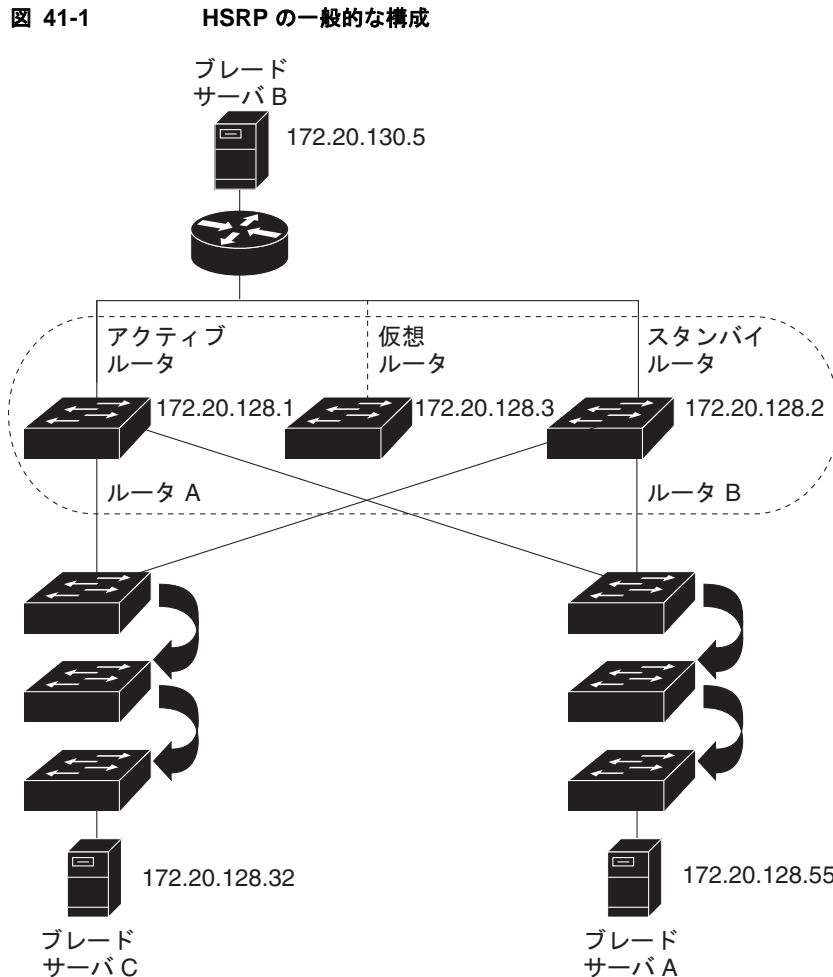 図 41-1 HSRP の一般的な構成
ブレード
サーバ B
172.20.130.5
アクティブ
ルータ
仮想
ルータ
スタンバイ
ルータ
172.20.128.1
172.20.128.3
172.20.128.2
ルータ A
ルータ B
172.20.128.32
172.20.128.55
ブレード
サーバ C
ブレード
サーバ A